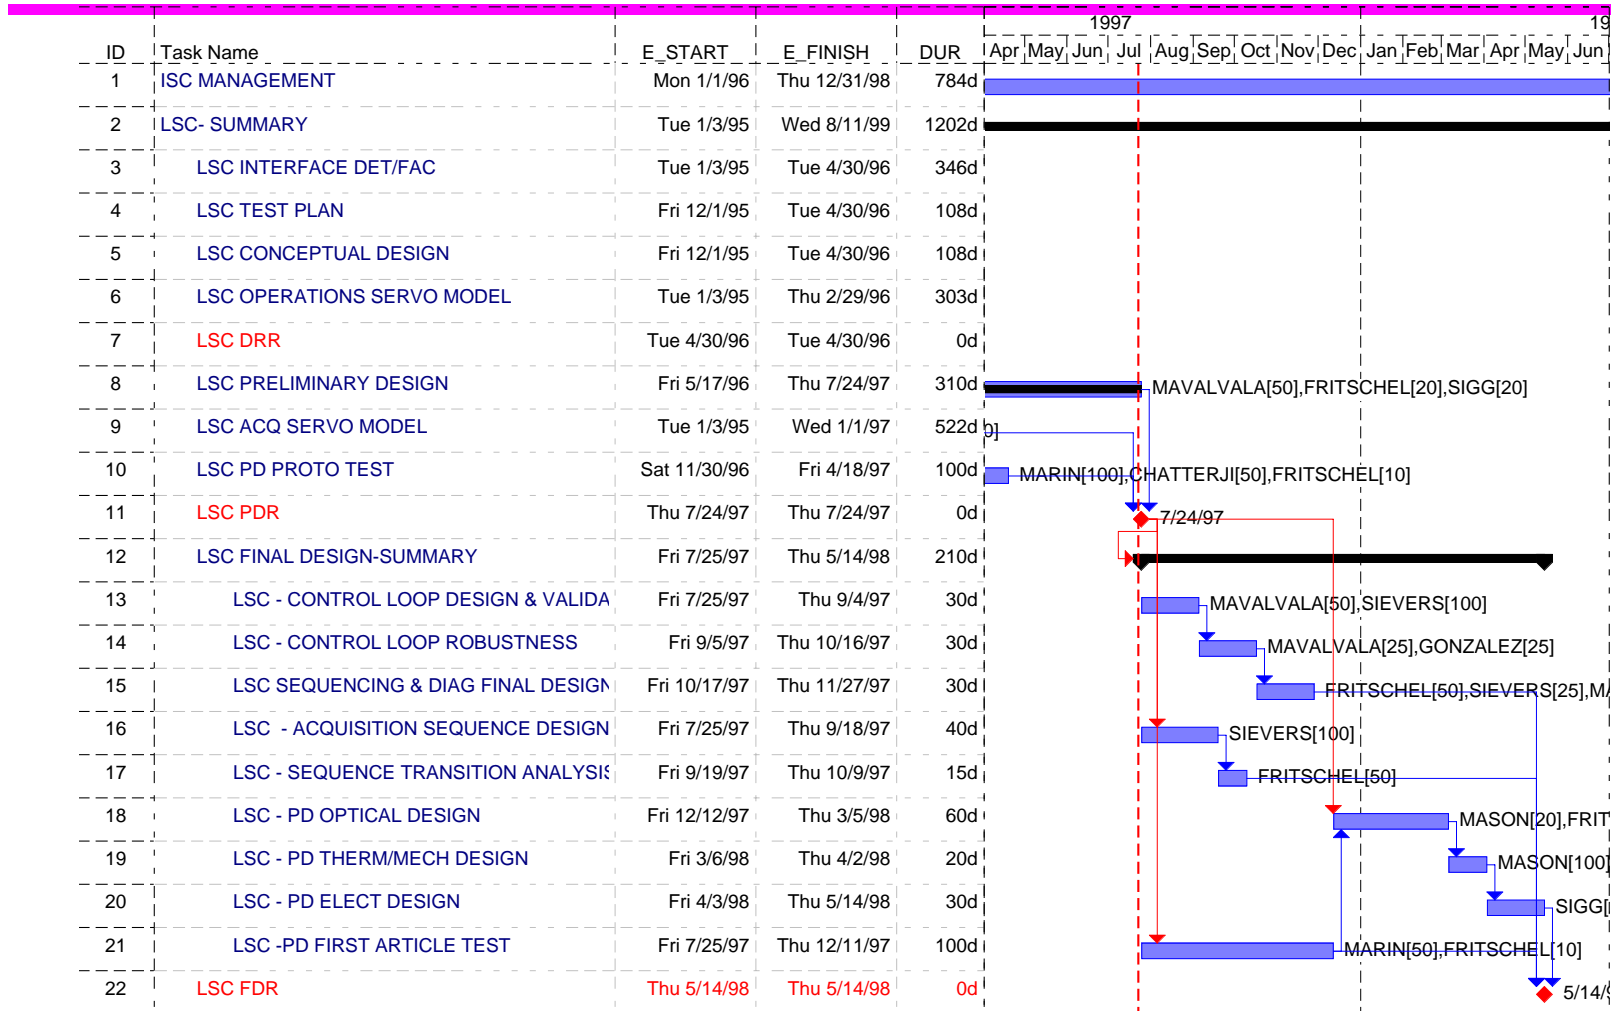 1997 19
ID Task Name E_START E_FINISH DUR Apr May Jun Jul Aug Sep Oct Nov Dec Jan Feb Mar Apr May Jun
1 ISC MANAGEMENT Mon 1/1/96 Thu 12/31/98 784d
2 LSC- SUMMARY Tue 1/3/95 Wed 8/11/99 1202d
3 LSC INTERFACE DET/FAC Tue 1/3/95 Tue 4/30/96 346d
4 LSC TEST PLAN Fri 12/1/95 Tue 4/30/96 108d
5 LSC CONCEPTUAL DESIGN Fri 12/1/95 Tue 4/30/96 108d
6 LSC OPERATIONS SERVO MODEL Tue 1/3/95 Thu 2/29/96 303d
7 LSC DRR Tue 4/30/96 Tue 4/30/96 0d
8 LSC PRELIMINARY DESIGN Fri 5/17/96 Thu 7/24/97 310d MAVALVALA[50],FRITSCHEL[20],SIGG[20]
9 LSC ACQ SERVO MODEL Tue 1/3/95 Wed 1/1/97 522d 0]
10 LSC PD PROTO TEST Sat 11/30/96 Fri 4/18/97 100d MARIN[100],CHATTERJI[50],FRITSCHEL[10]
11 LSC PDR Thu 7/24/97 Thu 7/24/97 0d 7/24/97
12 LSC FINAL DESIGN-SUMMARY Fri 7/25/97 Thu 5/14/98 210d
13 LSC - CONTROL LOOP DESIGN & VALIDA Fri 7/25/97 Thu 9/4/97 30d MAVALVALA[50],SIEVERS[100]
14 LSC - CONTROL LOOP ROBUSTNESS Fri 9/5/97 Thu 10/16/97 30d MAVALVALA[25],GONZALEZ[25]
15 LSC SEQUENCING & DIAG FINAL DESIGN Fri 10/17/97 Thu 11/27/97 30d FRITSCHEL[50],SIEVERS[25],MA
16 LSC - ACQUISITION SEQUENCE DESIGN Fri 7/25/97 Thu 9/18/97 40d SIEVERS[100]
17 LSC - SEQUENCE TRANSITION ANALYSIS Fri 9/19/97 Thu 10/9/97 15d FRITSCHEL[50]
18 LSC - PD OPTICAL DESIGN Fri 12/12/97 Thu 3/5/98 60d MASON[20],FRIT
19 LSC - PD THERM/MECH DESIGN Fri 3/6/98 Thu 4/2/98 20d MASON[100]
20 LSC - PD ELECT DESIGN Fri 4/3/98 Thu 5/14/98 30d SIGG[
21 LSC -PD FIRST ARTICLE TEST Fri 7/25/97 Thu 12/11/97 100d MARIN[50],FRITSCHEL[10]
22 LSC FDR Thu 5/14/98 Thu 5/14/98 0d 5/14/9